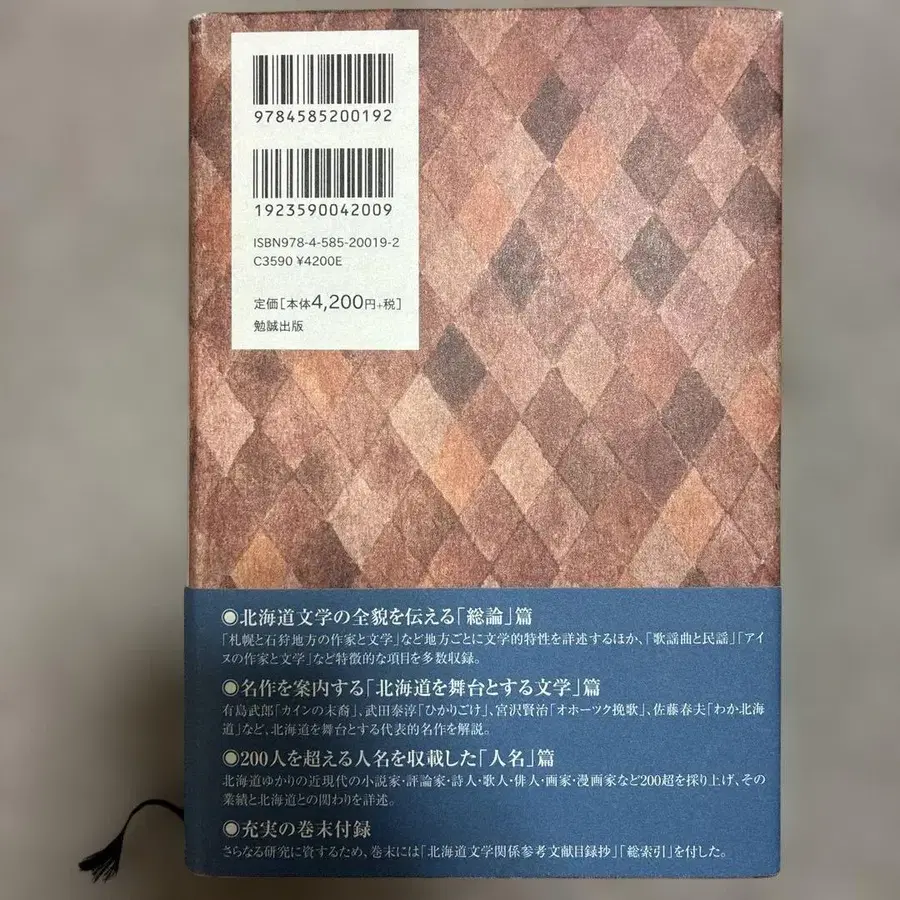 9784585200192
1923590042009
ISBN978-4-585-20019-2
C3590 ¥4200E
定価[本体4,200円+税]
勉誠出版
◉北海道文学の全貌を伝える「総論」篇
「札幌と石狩地方の作家と文学」など地方ごとに文学的特性を詳述するほか、「歌謡曲と民謡」「アイ
ヌの作家と文学」など特徴的な項目を多数収録。
◉名作を案内する「北海道を舞台とする文学」篇
有島武郎「カインの末裔」、武田泰淳「ひかりごけ」、宮沢賢治「オホーツク挽歌」、佐藤春夫「わか北海
道」など、北海道を舞台とする代表的名作を解説。
◉200人を超える人名を収載した「人名」篇
北海道ゆかりの近現代の小説家・評論家・詩人・歌人・俳人・画家・漫画家など200超を採り上げ、その
業績と北海道との関わりを詳述。
◉充実の巻末付録
さらなる研究に資するため、巻末には「北海道文学関係参考文献目録抄」「総索引」を付した。